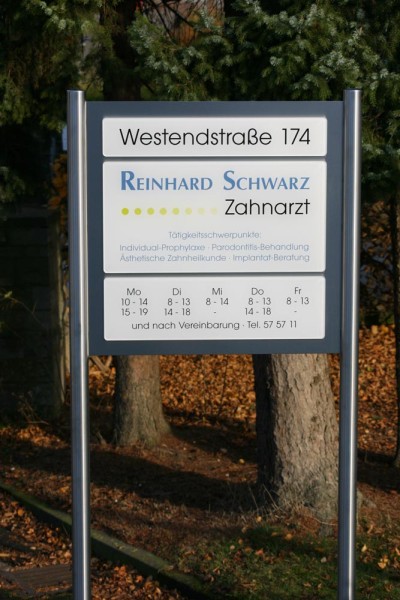 Westendstraße 174
REINHARD SCHWARZ
Zahnarzt
Tätigkeitsschwerpunkte:
Individual-Prophylaxe · Parodontitis-Behandlung
Ästhetische Zahnheilkunde · Implantat-Beratung
Mo Di Mi Do Fr
10 - 14 8 - 13 8 - 14 8 - 13 8 - 13
15 - 19 14 - 18 - 14 - 18 -
und nach Vereinbarung · Tel. 57 57 11